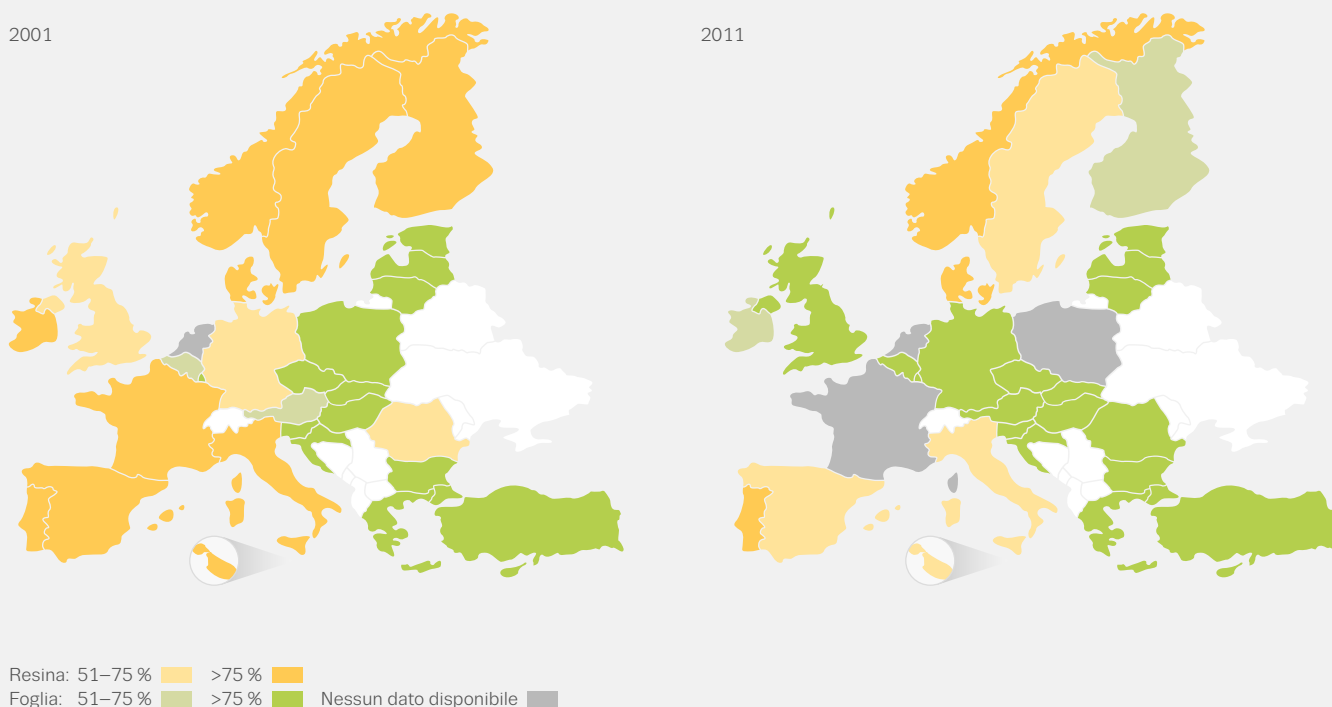 2001
2011
Resina: 51–75 % >75 %
Foglia: 51–75 % >75 % Nessun dato disponibile